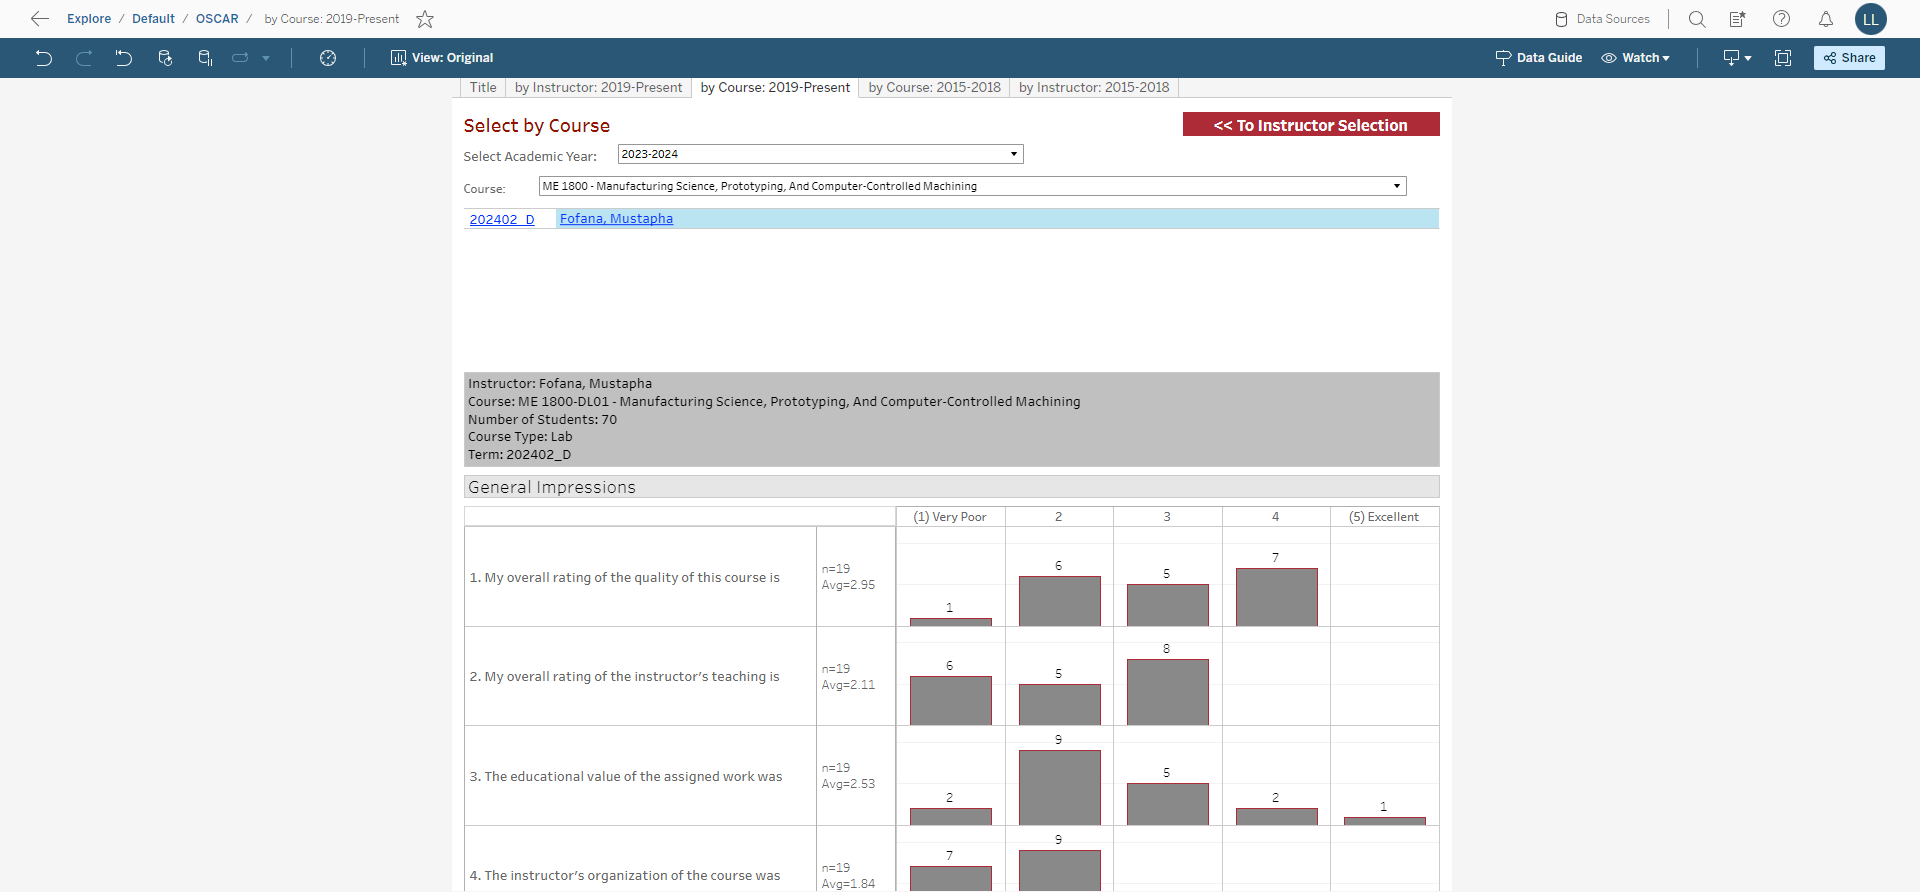 Explore / Default / OSCAR / by Course: 2019-Present
Data Sources
LL
View: Original
Data Guide
Watch
Share
Title
by Instructor: 2019-Present
by Course: 2019-Present
by Course: 2015-2018
by Instructor: 2015-2018
Select by Course
<< To Instructor Selection
Select Academic Year:
2023-2024
Course:
ME 1800 - Manufacturing Science, Prototyping, And Computer-Controlled Machining
202402_D
Fofana, Mustapha
Instructor: Fofana, Mustapha
Course: ME 1800-DL01 - Manufacturing Science, Prototyping, And Computer-Controlled Machining
Number of Students: 70
Course Type: Lab
Term: 202402_D
General Impressions
(1) Very Poor 2 3 4 (5) Excellent
1. My overall rating of the quality of this course is
n=19
Avg=2.95
1 6 5 7
2. My overall rating of the instructor's teaching is
n=19
Avg=2.11
6 5 8
3. The educational value of the assigned work was
n=19
Avg=2.53
2 9 5 2 1
4. The instructor's organization of the course was
n=19
Avg=1.84
7 9